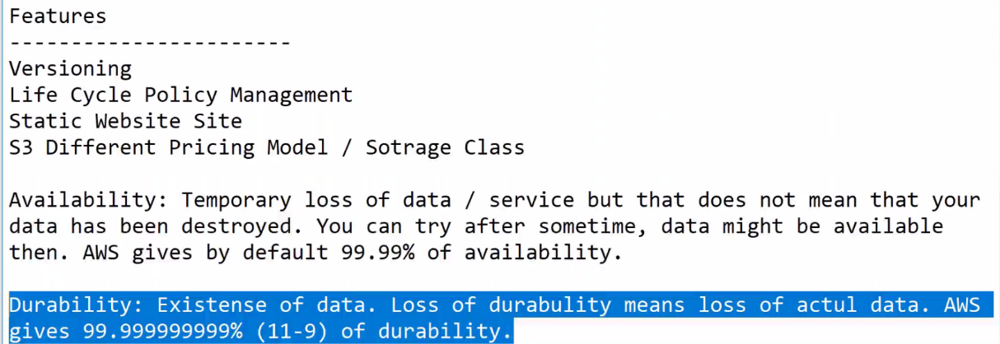 Features
-----------------------
Versioning
Life Cycle Policy Management
Static Website Site
S3 Different Pricing Model / Sotrage Class
Availability: Temporary loss of data / service but that does not mean that your
data has been destroyed. You can try after sometime, data might be available
then. AWS gives by default 99.99% of availability.
Durability: Existense of data. Loss of durabulity means loss of actul data. AWS
gives 99.999999999% (11-9) of durability.